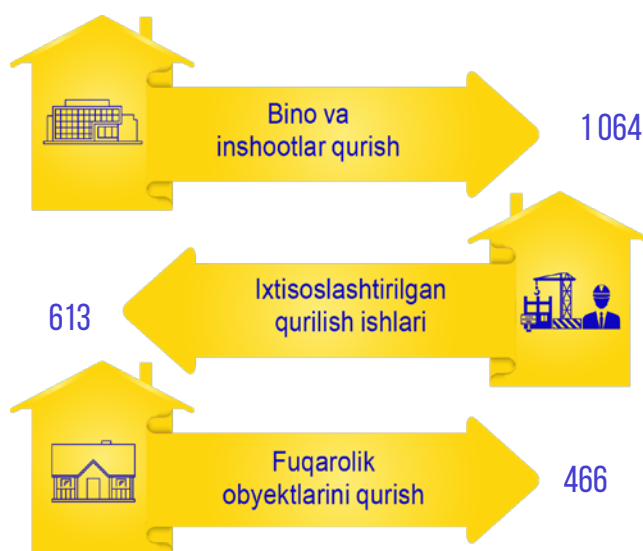 Bino va
inshootlar qurish
1 064
Ixtisoslashtirilgan
qurilish ishlari
613
Fuqarolik
obyektlarini qurish
466